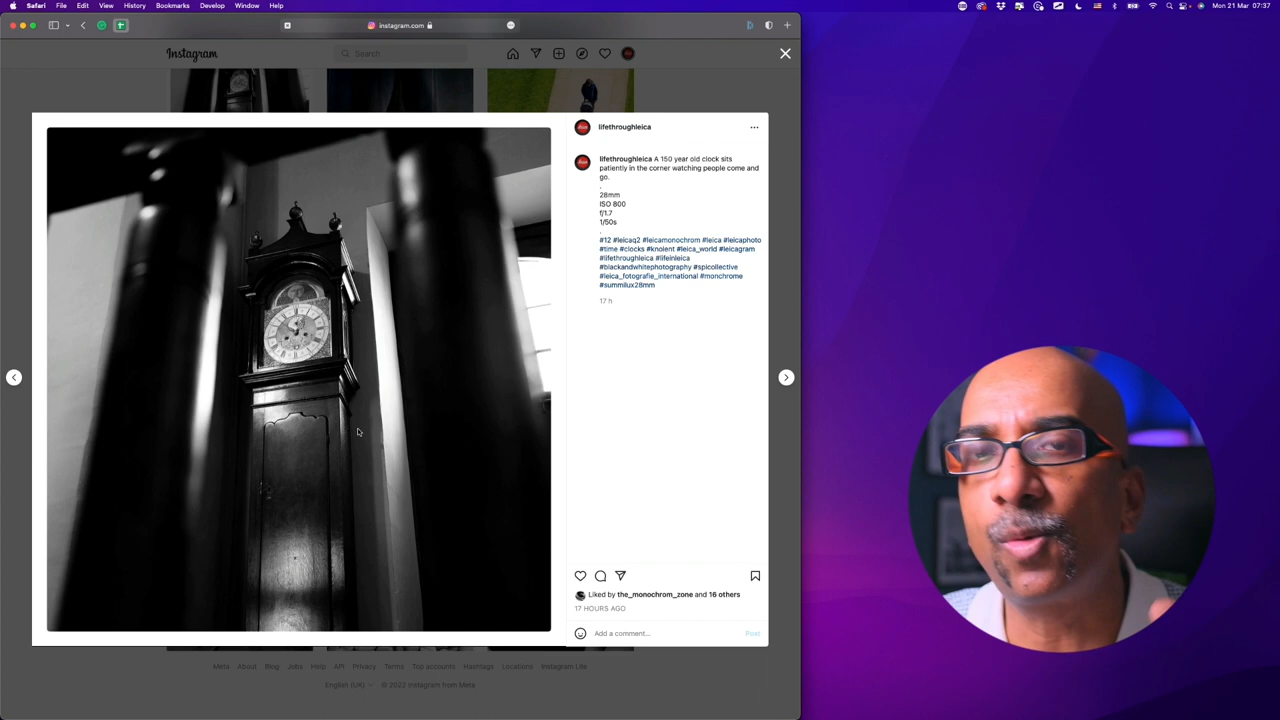 Safari File Edit View History Bookmarks Develop Window Help
Mon 21 Mar 07:37
instagram.com
Instagram
Search
lifethroughleica
lifethroughleica A 150 year old clock sits
patiently in the corner watching people come and
go.
.
28mm
ISO 800
f/1.7
1/50s
.
#12 #leicaq2 #leicamonochrom #leica #leicaphoto
#time #clocks #knolent #leica_world #leicagram
#lifethroughleica #lifeinleica
#blackandwhitephotography #spicollective
#leica_fotografie_international #monchrome
#summilux28mm
17 h
Liked by the_monochrom_zone and 16 others
17 HOURS AGO
Add a comment...
Post
Meta About Blog Jobs Help API Privacy Terms Top accounts Hashtags Locations Instagram Lite
English (UK) © 2022 Instagram from Meta